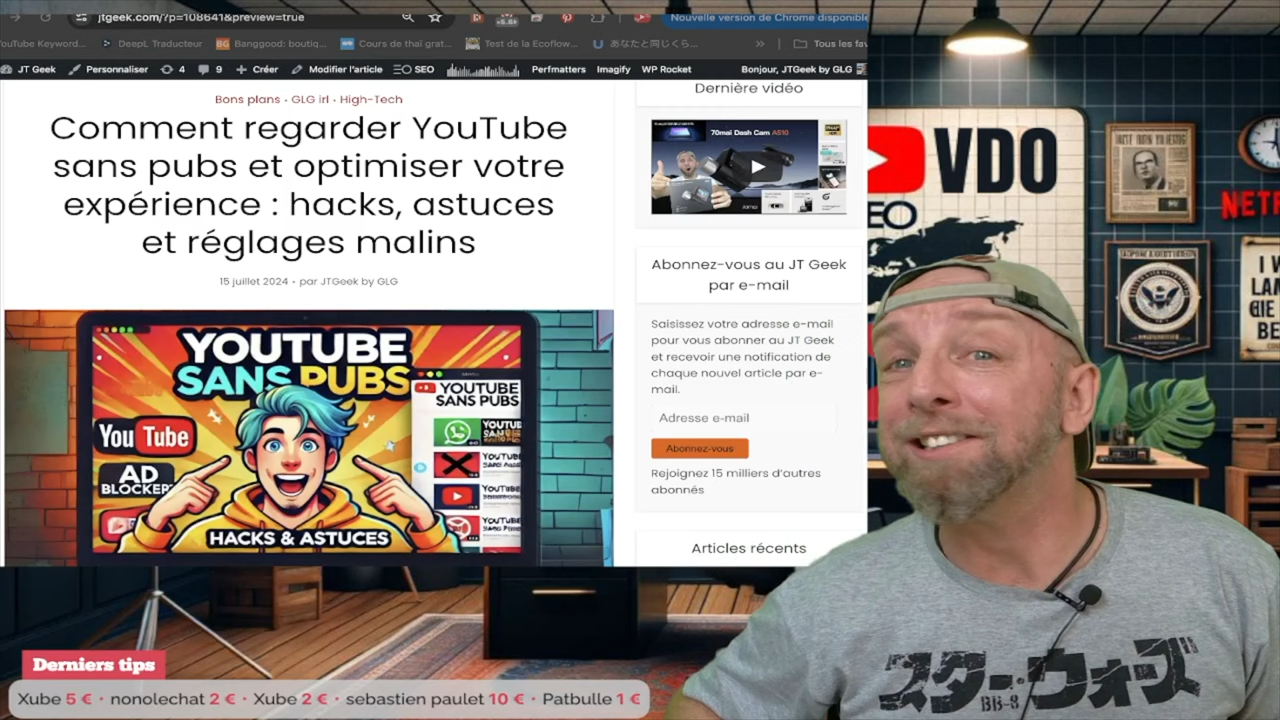 jtgeek.com/?p=108641&preview=true
Nouvelle version de Chrome disponible
YouTube Keyword...
DeepL Traducteur
BG Banggood: boutiq...
Cours de thaï grat...
Test de la Ecoflow...
あなたと同じくら...
»
Tous les fav
JT Geek
Personnaliser
4
9
+ Créer
Modifier l'article
SEO
Perfmatters
Imagify
WP Rocket
Bonjour, JTGeek by GLG
Bons plans • GLG irl • High-Tech
Comment regarder YouTube
sans pubs et optimiser votre
expérience : hacks, astuces
et réglages malins
15 juillet 2024 • par JTGeek by GLG
YOUTUBE
SANS PUBS
YouTube
AD
BLOCKER
HACKS & ASTUCES
YOUTUBE
SANS PUBS
Dernière vidéo
70mai Dash Cam A510
Abonnez-vous au JT Geek
par e-mail
Saisissez votre adresse e-mail
pour vous abonner au JT Geek
et recevoir une notification de
chaque nouvel article par e-
mail.
Adresse e-mail
Abonnez-vous
Rejoignez 15 milliers d'autres
abonnés
Articles récents
VDO
EO
NETF
I W
LAM
GIE
BE
スター・ウォーズ
BB-8
Derniers tips
Xube 5 € • nonolechat 2 € • Xube 2 € • sebastien paulet 10 € • Patbulle 1 €